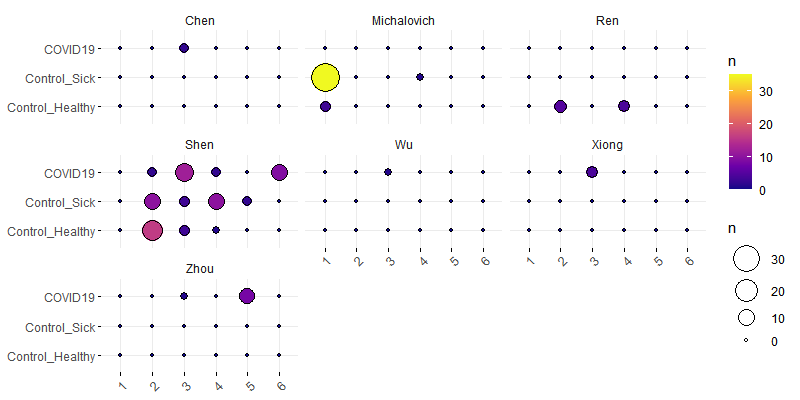 Chen Michalovich Ren
COVID19
Control_Sick
Control_Healthy
n
30
20
10
0
Shen Wu Xiong
COVID19
Control_Sick
Control_Healthy
1 2 3 4 5 6 1 2 3 4 5 6
n
30
20
10
0
Zhou
COVID19
Control_Sick
Control_Healthy
1 2 3 4 5 6